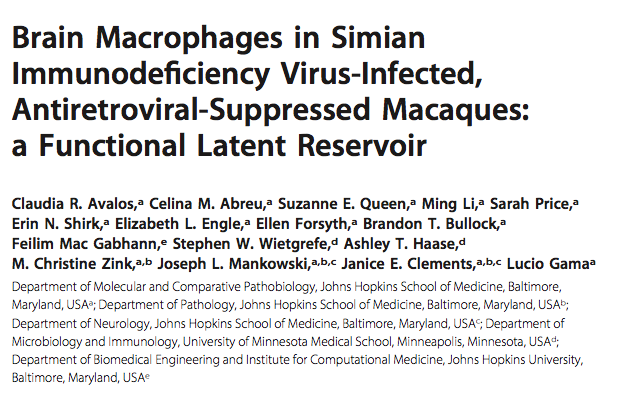 Brain Macrophages in Simian
Immunodeficiency Virus-Infected,
Antiretroviral-Suppressed Macaques:
a Functional Latent Reservoir
Claudia R. Avalos,ᵃ Celina M. Abreu,ᵃ Suzanne E. Queen,ᵃ Ming Li,ᵃ Sarah Price,ᵃ
Erin N. Shirk,ᵃ Elizabeth L. Engle,ᵃ Ellen Forsyth,ᵃ Brandon T. Bullock,ᵃ
Feilim Mac Gabhann,ᵉ Stephen W. Wietgrefe,ᵈ Ashley T. Haase,ᵈ
M. Christine Zink,ᵃ,ᵇ Joseph L. Mankowski,ᵃ,ᵇ,ᶜ Janice E. Clements,ᵃ,ᵇ,ᶜ Lucio Gamaᵃ
Department of Molecular and Comparative Pathobiology, Johns Hopkins School of Medicine, Baltimore,
Maryland, USAᵃ; Department of Pathology, Johns Hopkins School of Medicine, Baltimore, Maryland, USAᵇ;
Department of Neurology, Johns Hopkins School of Medicine, Baltimore, Maryland, USAᶜ; Department of
Microbiology and Immunology, University of Minnesota Medical School, Minneapolis, Minnesota, USAᵈ;
Department of Biomedical Engineering and Institute for Computational Medicine, Johns Hopkins University,
Baltimore, Maryland, USAᵉ